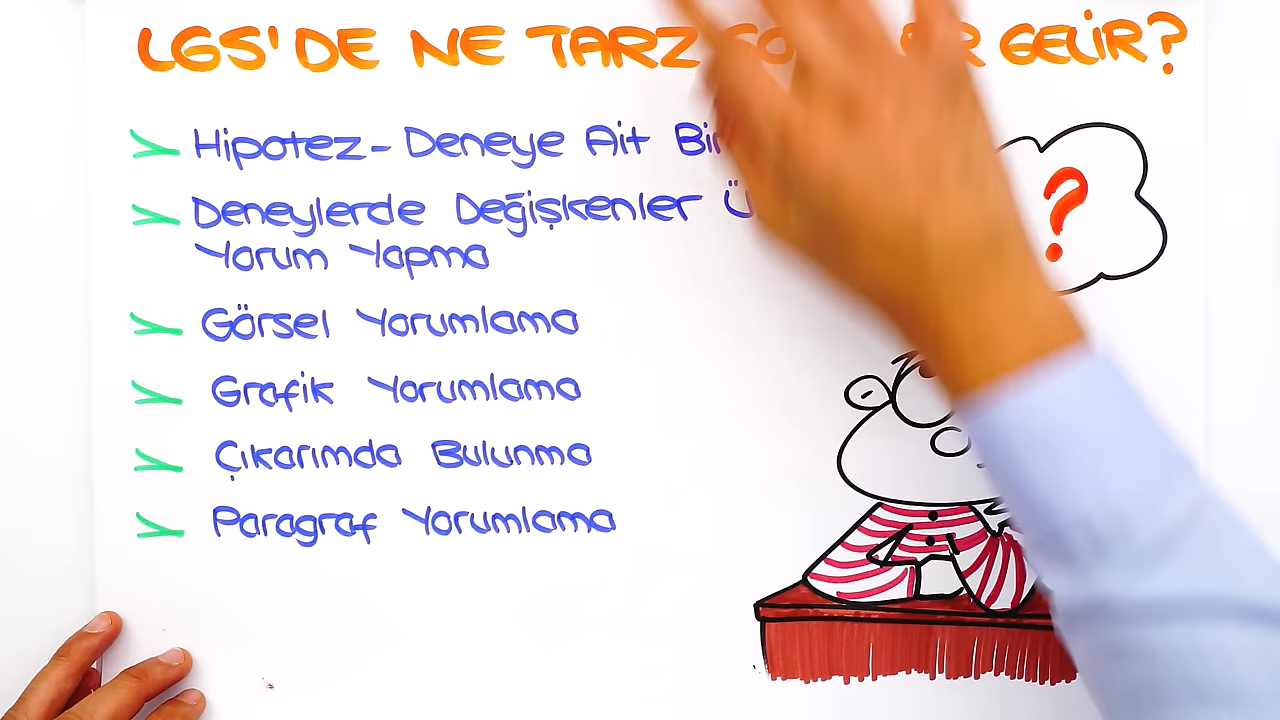 LGS'DE NE TARZ GELİR?
Hipotez - Deneye Ait Bir
Deneylerde Değişkenler
Yorum Yapma
Görsel Yorumlama
Grafik Yorumlama
Çıkarımda Bulunma
Paragraf Yorumlama
?